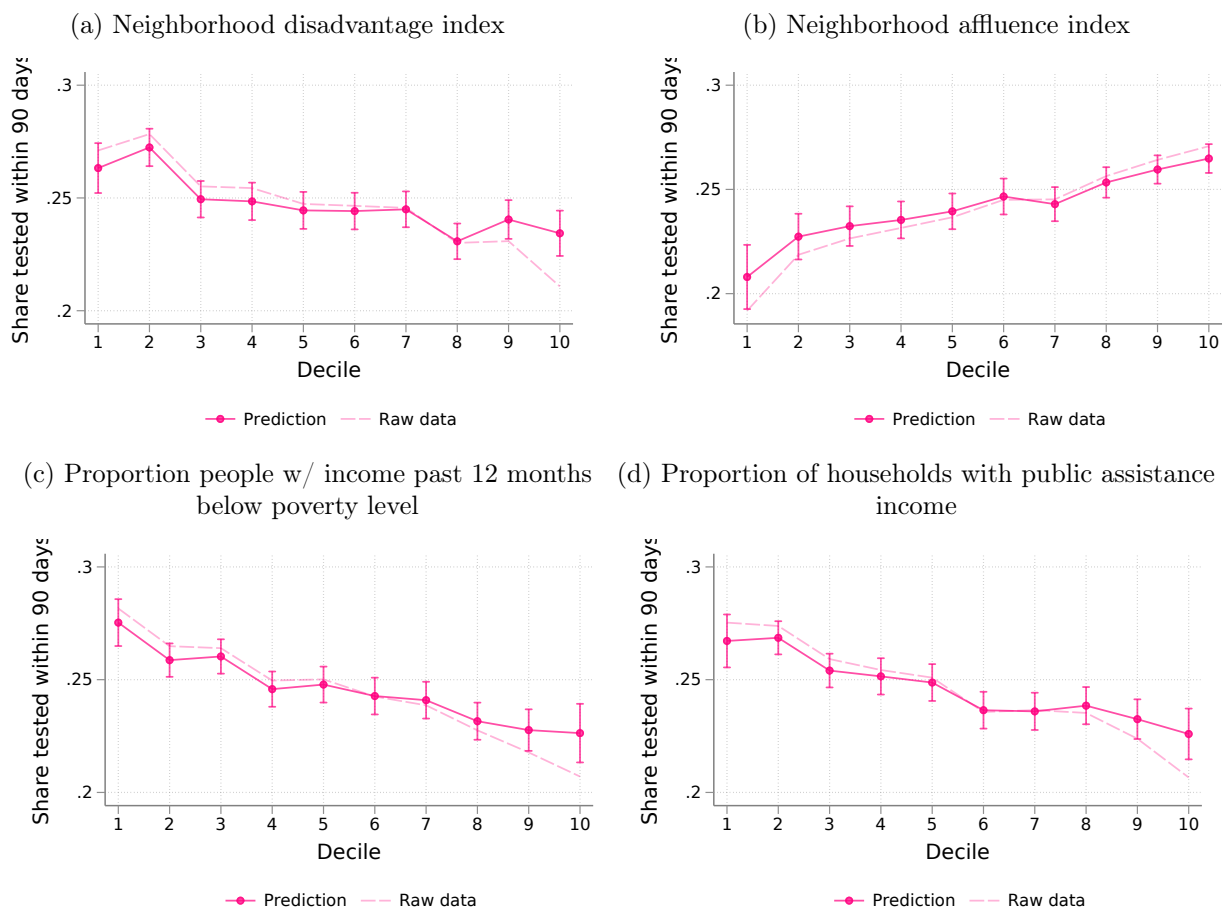 (a) Neighborhood disadvantage index
Share tested within 90 days
.3
.25
.2
1 2 3 4 5 6 7 8 9 10
Decile
Prediction Raw data
(b) Neighborhood affluence index
Share tested within 90 days
.3
.25
.2
1 2 3 4 5 6 7 8 9 10
Decile
Prediction Raw data
(c) Proportion people w/ income past 12 months
below poverty level
Share tested within 90 days
.3
.25
.2
1 2 3 4 5 6 7 8 9 10
Decile
Prediction Raw data
(d) Proportion of households with public assistance
income
Share tested within 90 days
.3
.25
.2
1 2 3 4 5 6 7 8 9 10
Decile
Prediction Raw data